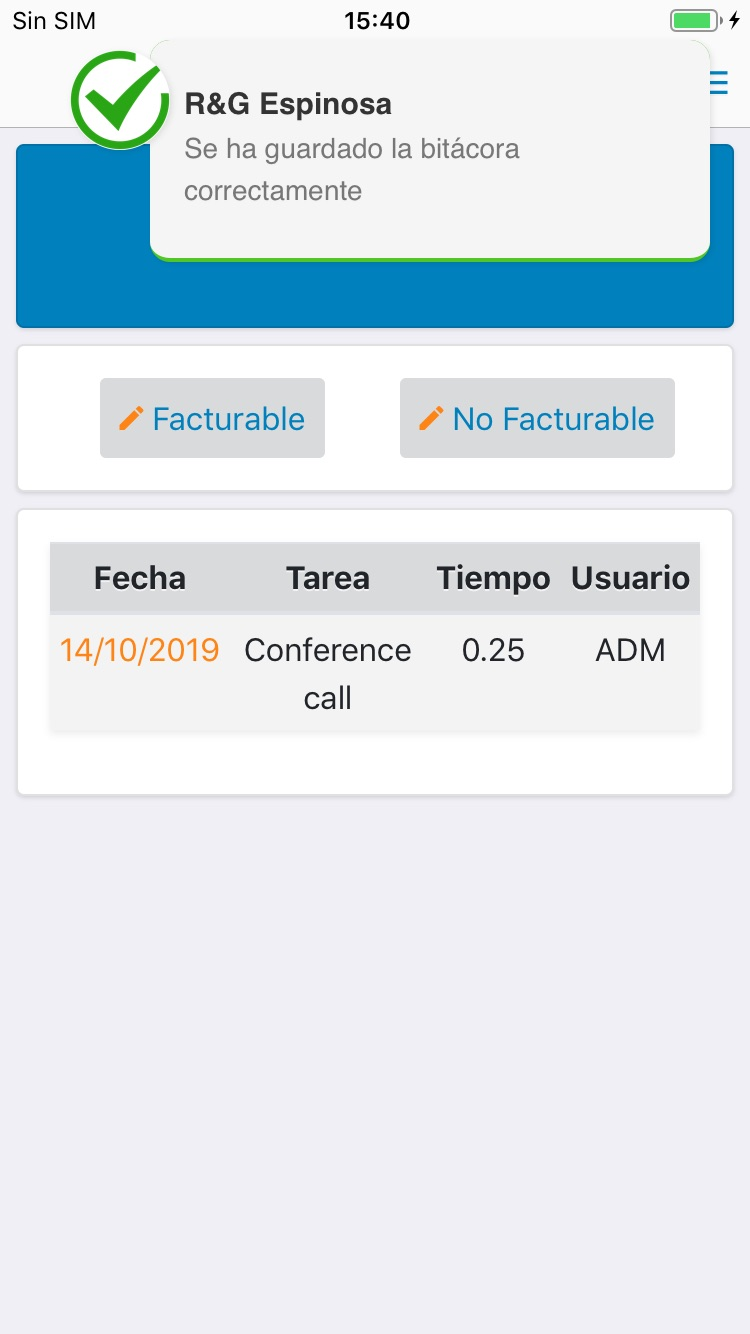 Sin SIM 15:40
R&G Espinosa
Se ha guardado la bitácora
correctamente
Facturable No Facturable
Fecha Tarea Tiempo Usuario
14/10/2019 Conference 0.25 ADM
call